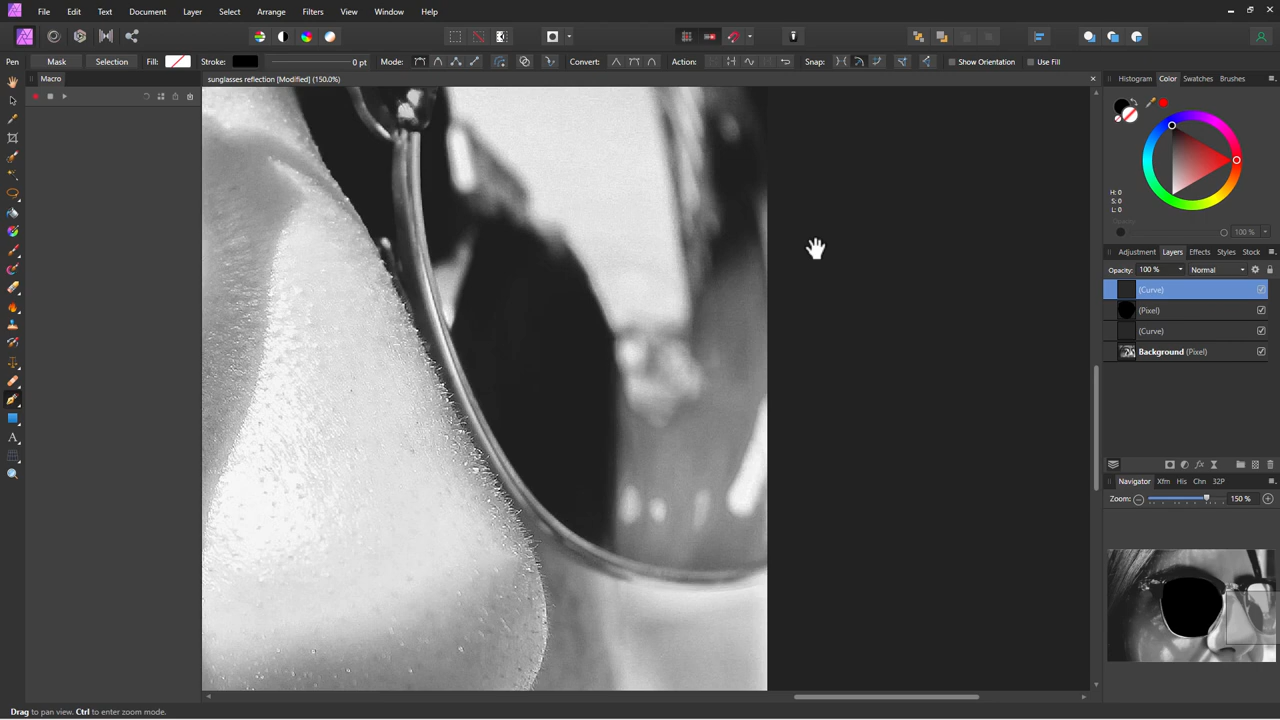 File Edit Text Document Layer Select Arrange Filters View Window Help
Pen Mask Selection Fill: Stroke: 0 pt Mode: Convert: Action: Snap: Show Orientation Use Fill
Macro
sunglasses reflection [Modified] (150.0%)
Histogram Color Swatches Brushes
H: 0
S: 0
L: 0
Opacity
100 %
Adjustment Layers Effects Styles Stock
Opacity: 100 % Normal
(Curve)
(Pixel)
(Curve)
Background (Pixel)
Navigator Xfm His Chn 32P
Zoom: 150 %
Drag to pan view. Ctrl to enter zoom mode.